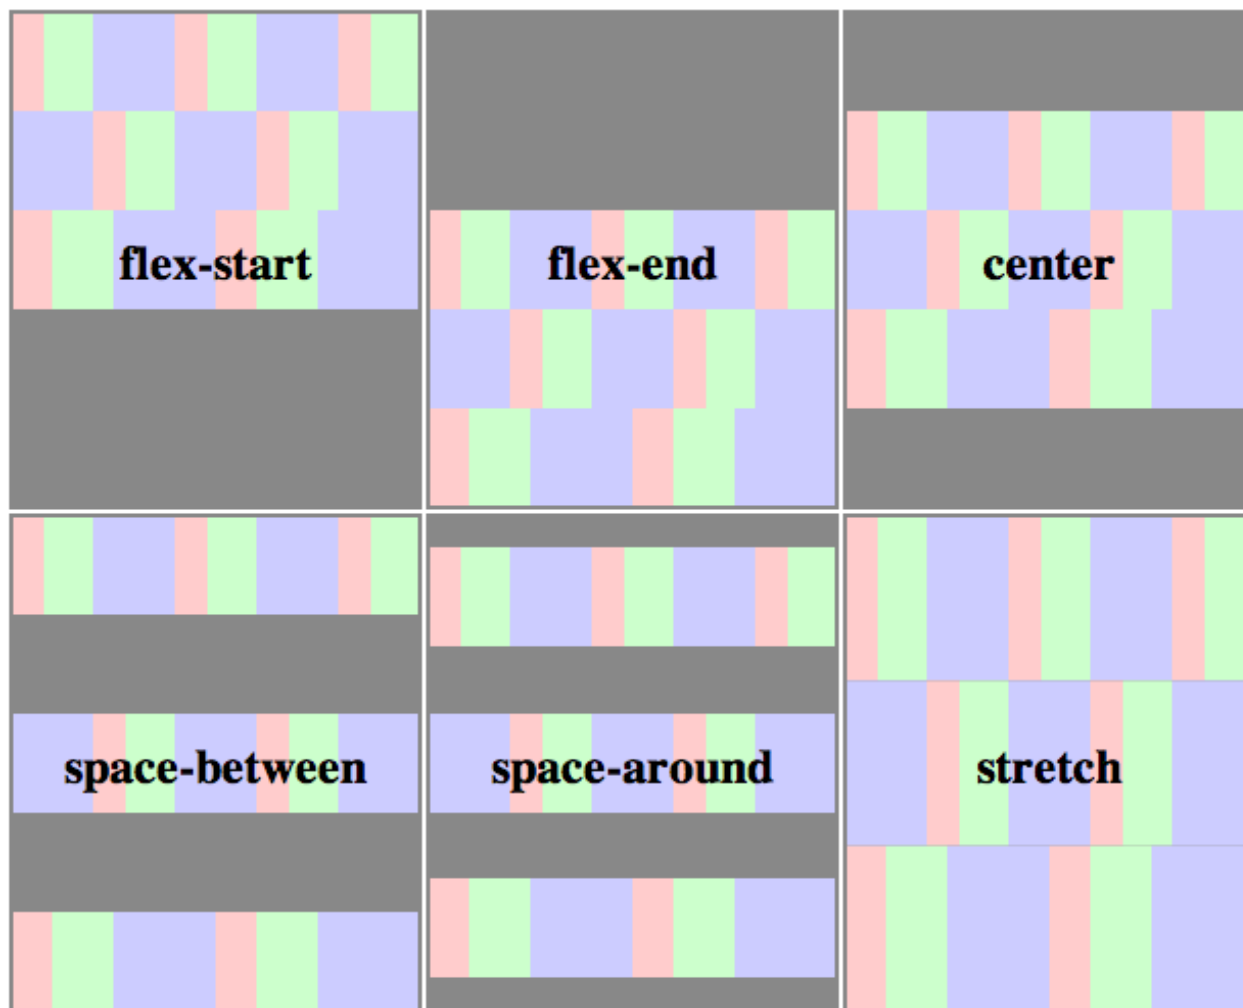 flex-start
flex-end
center
space-between
space-around
stretch